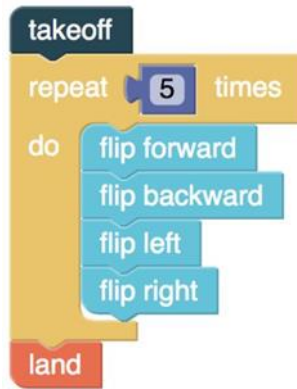 takeoff
repeat 5 times
do flip forward
flip backward
flip left
flip right
land